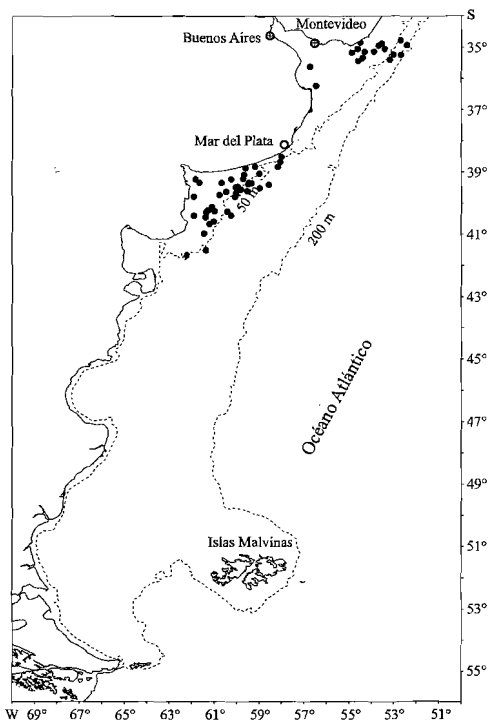 S
Montevideo
Buenos Aires
35°
37°
Mar del Plata
39°
50 m
41°
200 m
43°
45°
Océano Atlántico
47°
49°
Islas Malvinas
51°
53°
55°
W 69° 67° 65° 63° 61° 59° 57° 55° 53° 51°